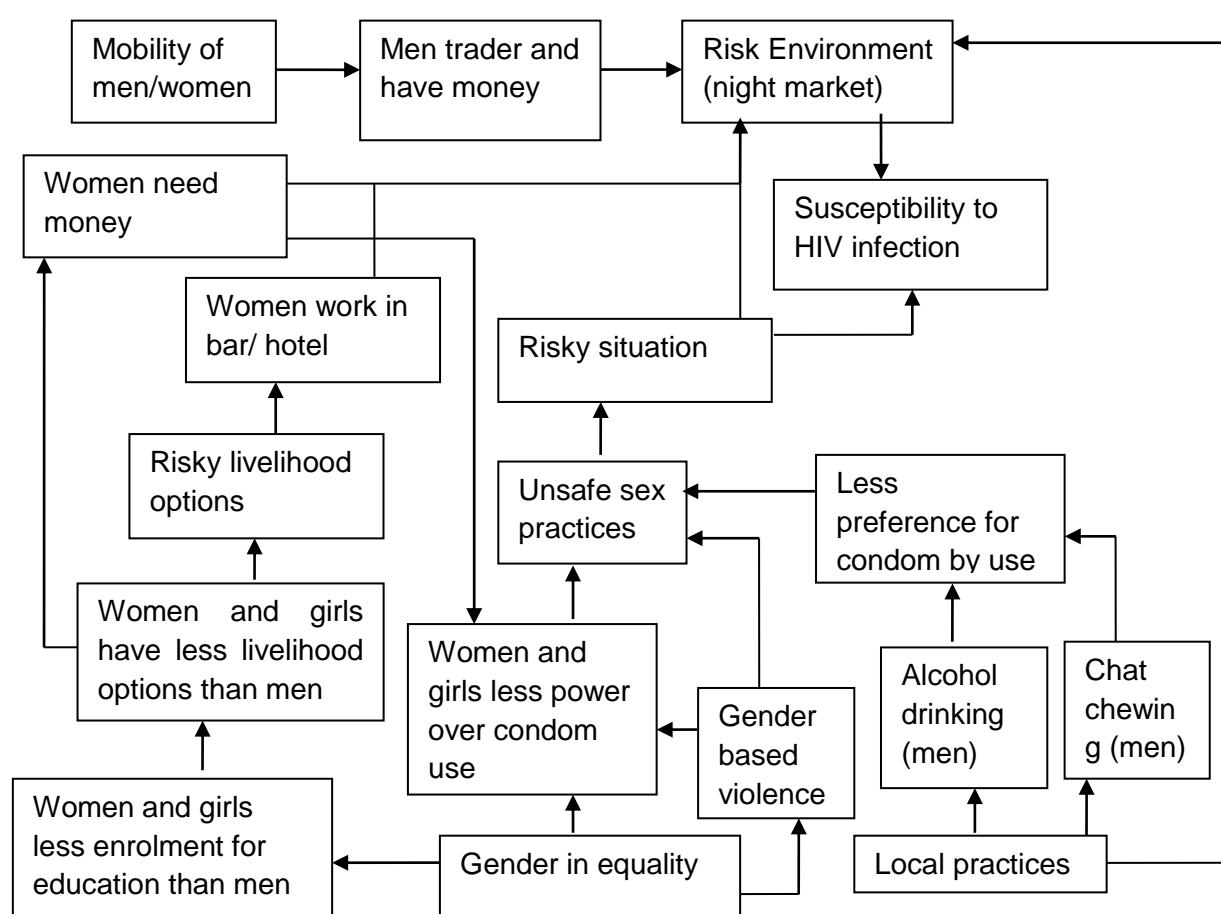 Mobility of
men/women
Men trader and
have money
Risk Environment
(night market)
Women need
money
Susceptibility to
HIV infection
Women work in
bar/ hotel
Risky situation
Risky livelihood
options
Unsafe sex
practices
Less
preference for
condom by use
Women and girls
have less livelihood
options than men
Women and
girls less power
over condom
use
Gender
based
violence
Alcohol
drinking
(men)
Chat
chewin
g (men)
Women and girls
less enrolment for
education than men
Gender in equality
Local practices